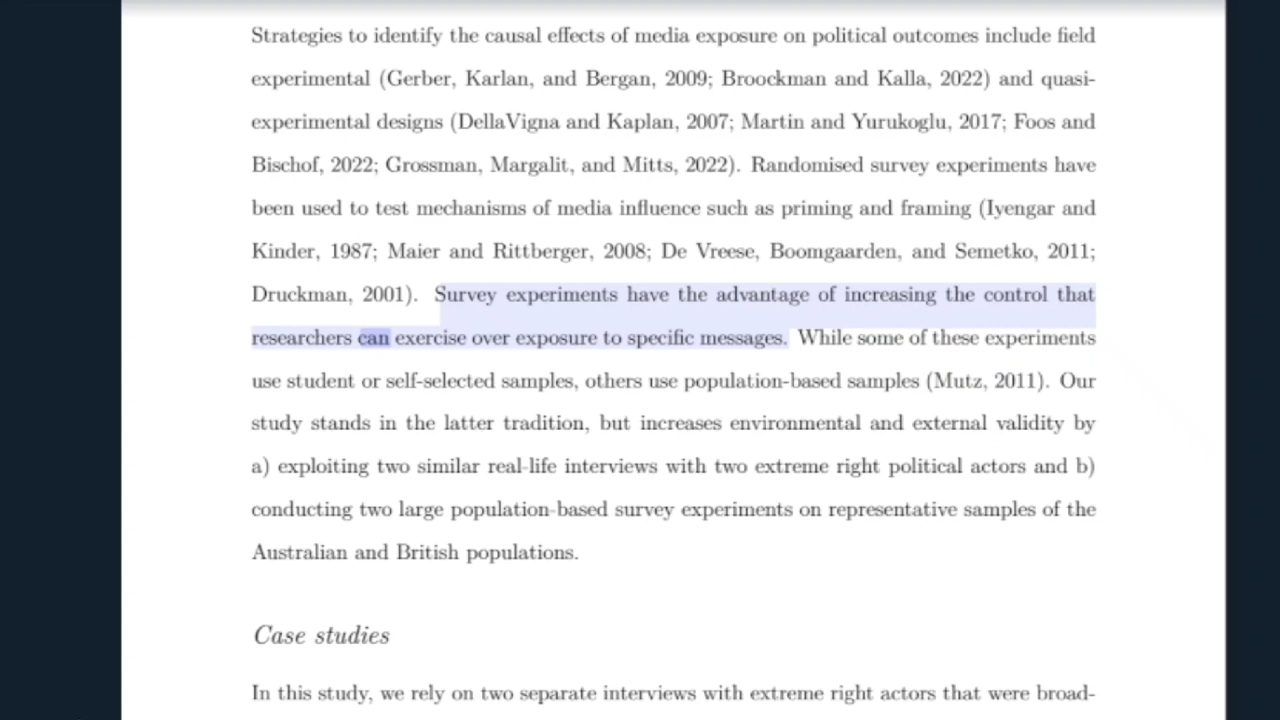 Strategies to identify the causal effects of media exposure on political outcomes include field
experimental (Gerber, Karlan, and Bergan, 2009; Broockman and Kalla, 2022) and quasi-
experimental designs (DellaVigna and Kaplan, 2007; Martin and Yurukoglu, 2017; Foos and
Bischof, 2022; Grossman, Margalit, and Mitts, 2022). Randomised survey experiments have
been used to test mechanisms of media influence such as priming and framing (Iyengar and
Kinder, 1987; Maier and Rittberger, 2008; De Vreese, Boomgaarden, and Semetko, 2011;
Druckman, 2001). Survey experiments have the advantage of increasing the control that
researchers can exercise over exposure to specific messages. While some of these experiments
use student or self-selected samples, others use population-based samples (Mutz, 2011). Our
study stands in the latter tradition, but increases environmental and external validity by
a) exploiting two similar real-life interviews with two extreme right political actors and b)
conducting two large population-based survey experiments on representative samples of the
Australian and British populations.
Case studies
In this study, we rely on two separate interviews with extreme right actors that were broad-